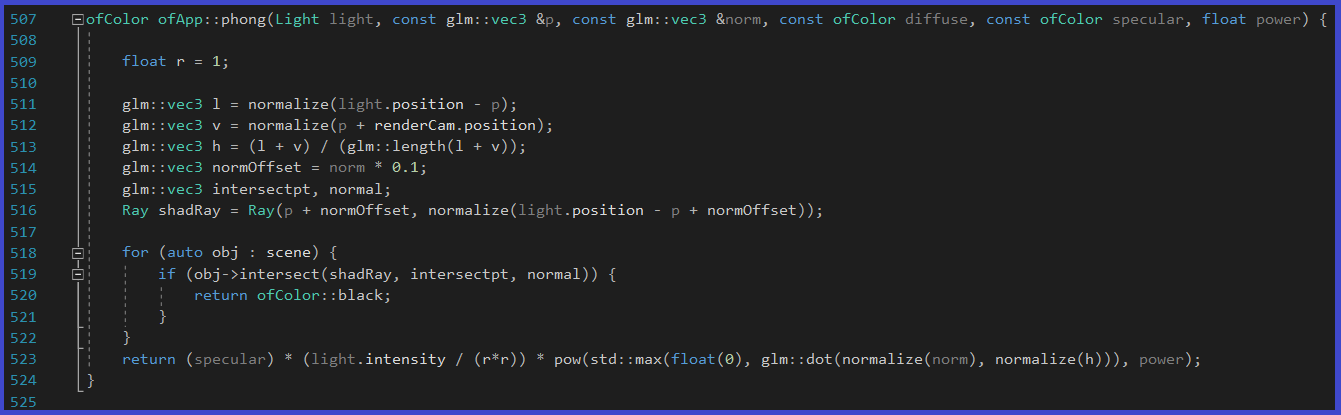 507 ofColor ofApp::phong(Light light, const glm::vec3 &p, const glm::vec3 &norm, const ofColor diffuse, const ofColor specular, float power) {
508
509 float r = 1;
510
511 glm::vec3 l = normalize(light.position - p);
512 glm::vec3 v = normalize(p + renderCam.position);
513 glm::vec3 h = (l + v) / (glm::length(l + v));
514 glm::vec3 normOffset = norm * 0.1;
515 glm::vec3 intersectpt, normal;
516 Ray shadRay = Ray(p + normOffset, normalize(light.position - p + normOffset));
517
518 for (auto obj : scene) {
519 if (obj->intersect(shadRay, intersectpt, normal)) {
520 return ofColor::black;
521 }
522 }
523 return (specular) * (light.intensity / (r*r)) * pow(std::max(float(0), glm::dot(normalize(norm), normalize(h))), power);
524 }
525